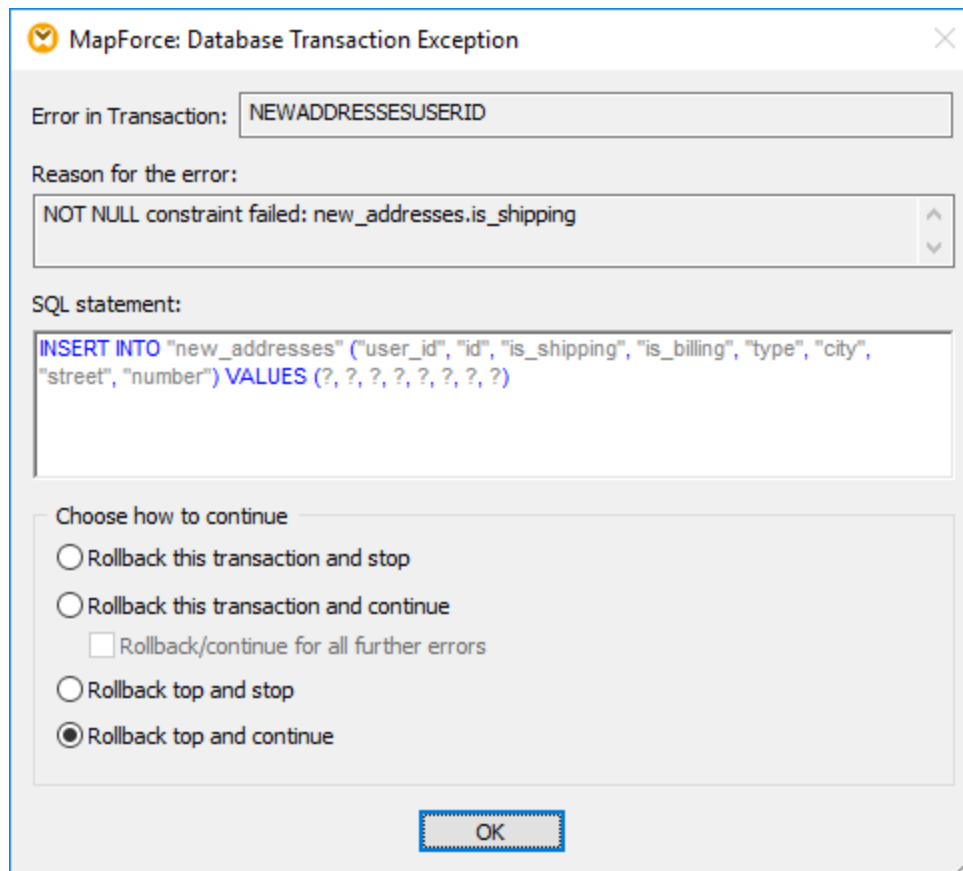 MapForce: Database Transaction Exception
Error in Transaction: NEWADDRESSESUSERID
Reason for the error:
NOT NULL constraint failed: new_addresses.is_shipping
SQL statement:
INSERT INTO "new_addresses" ("user_id", "id", "is_shipping", "is_billing", "type", "city",
"street", "number") VALUES (?, ?, ?, ?, ?, ?, ?, ?)
Choose how to continue
Rollback this transaction and stop
Rollback this transaction and continue
Rollback/continue for all further errors
Rollback top and stop
Rollback top and continue
OK